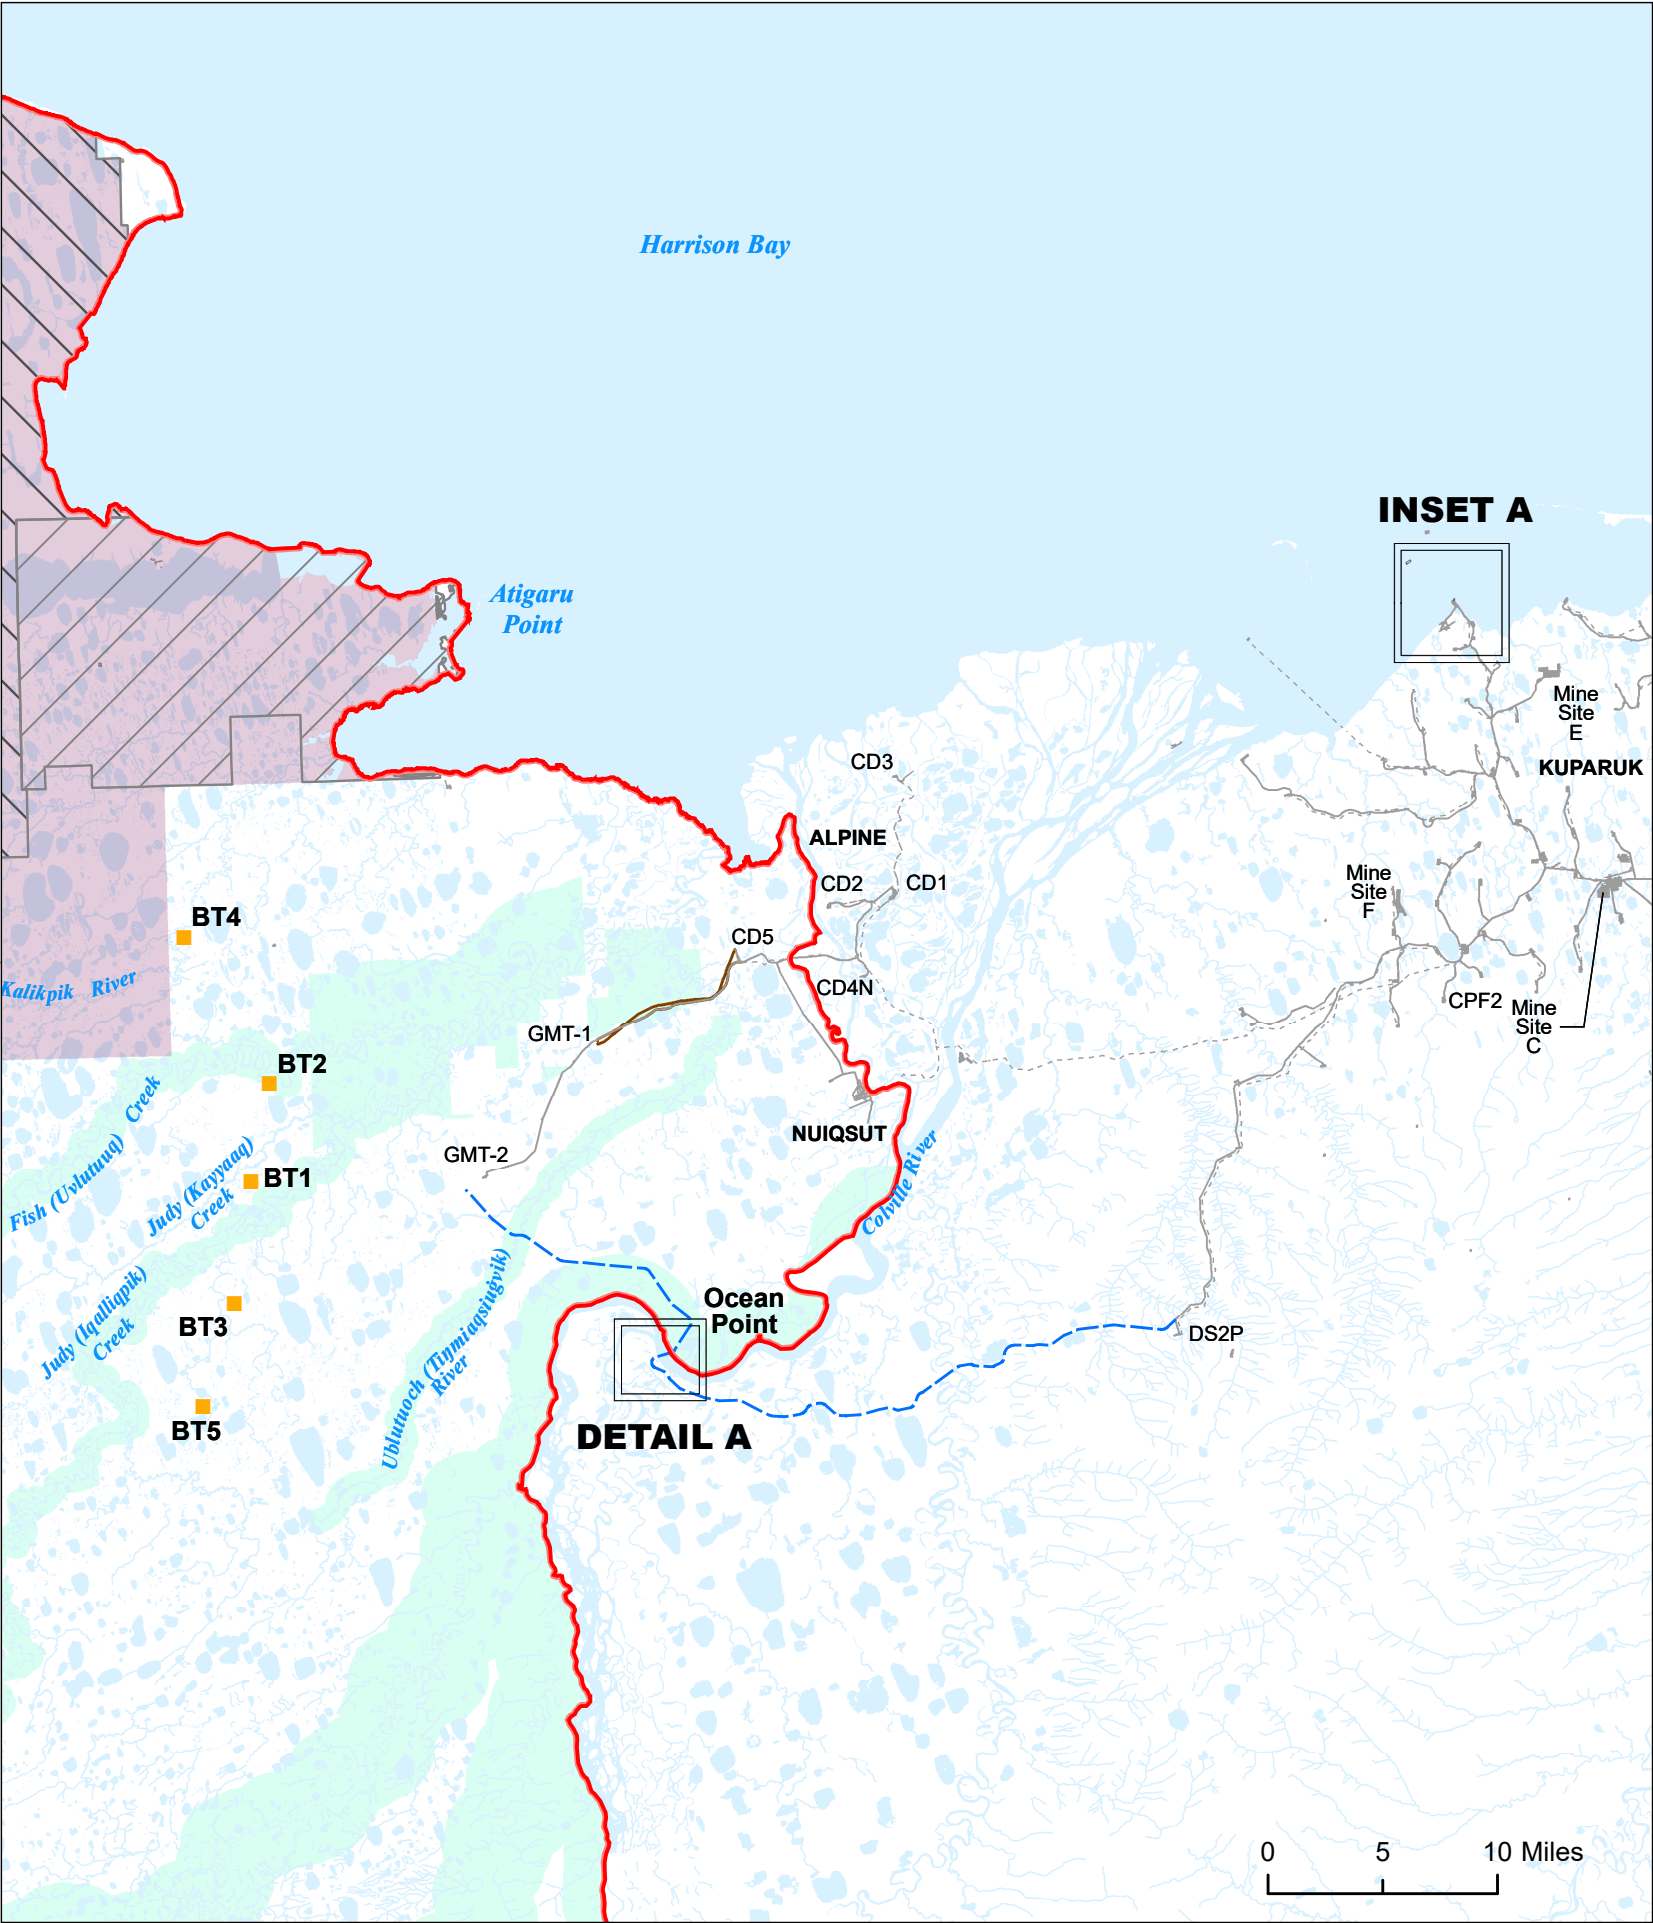 Harrison Bay
INSET A
Atigaru
Point
Mine
Site
E
CD3
KUPARUK
ALPINE
CD2
CD1
Mine
Site
F
BT4
CD5
Kalikpik River
CD4N
CPF2
Mine
Site
C
GMT-1
BT2
Fish (Uvlutuuq) Creek
NUIQSUT
GMT-2
Judy (Kayyaaq)
Creek
BT1
Colville River
Judy (Iqalliqpik)
Creek
BT3
Ublutuoch (Tiŋmiaqsiuġvik)
River
Ocean
Point
DS2P
BT5
DETAIL A
0 5 10 Miles